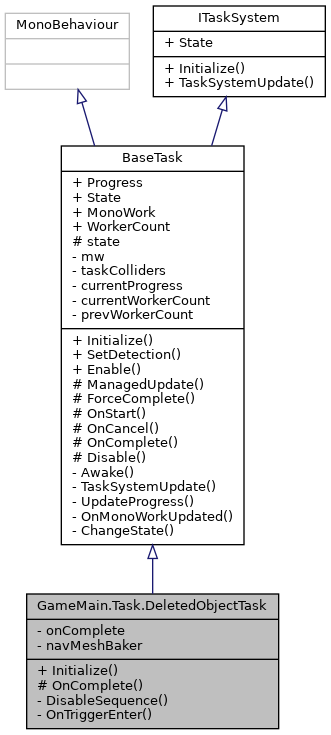 MonoBehaviour
ITaskSystem
+ State
+ Initialize()
+ TaskSystemUpdate()
BaseTask
+ Progress
+ State
+ MonoWork
+ WorkerCount
# state
- mw
- taskColliders
- currentProgress
- currentWorkerCount
- prevWorkerCount
+ Initialize()
+ SetDetection()
+ Enable()
# ManagedUpdate()
# ForceComplete()
# OnStart()
# OnCancel()
# OnComplete()
# Disable()
- Awake()
- TaskSystemUpdate()
- UpdateProgress()
- OnMonoWorkUpdated()
- ChangeState()
GameMain.Task.DeletedObjectTask
- onComplete
- navMeshBaker
+ Initialize()
# OnComplete()
- DisableSequence()
- OnTriggerEnter()